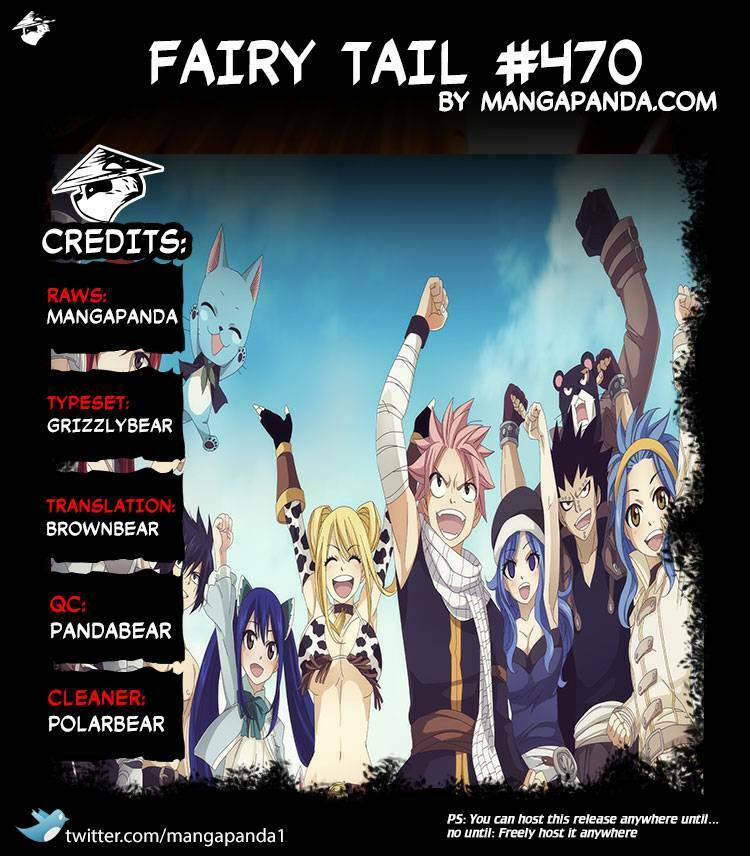 FAIRY TAIL #470
BY MANGAPANDA.COM
CREDITS:
RAWS:
MANGAPANDA
TYPESET:
GRIZZLYBEAR
TRANSLATION:
BROWNBEAR
QC:
PANDABEAR
CLEANER:
POLARBEAR
twitter.com/mangapanda1
PS: You can host this release anywhere until...
no until: Freely host it anywhere